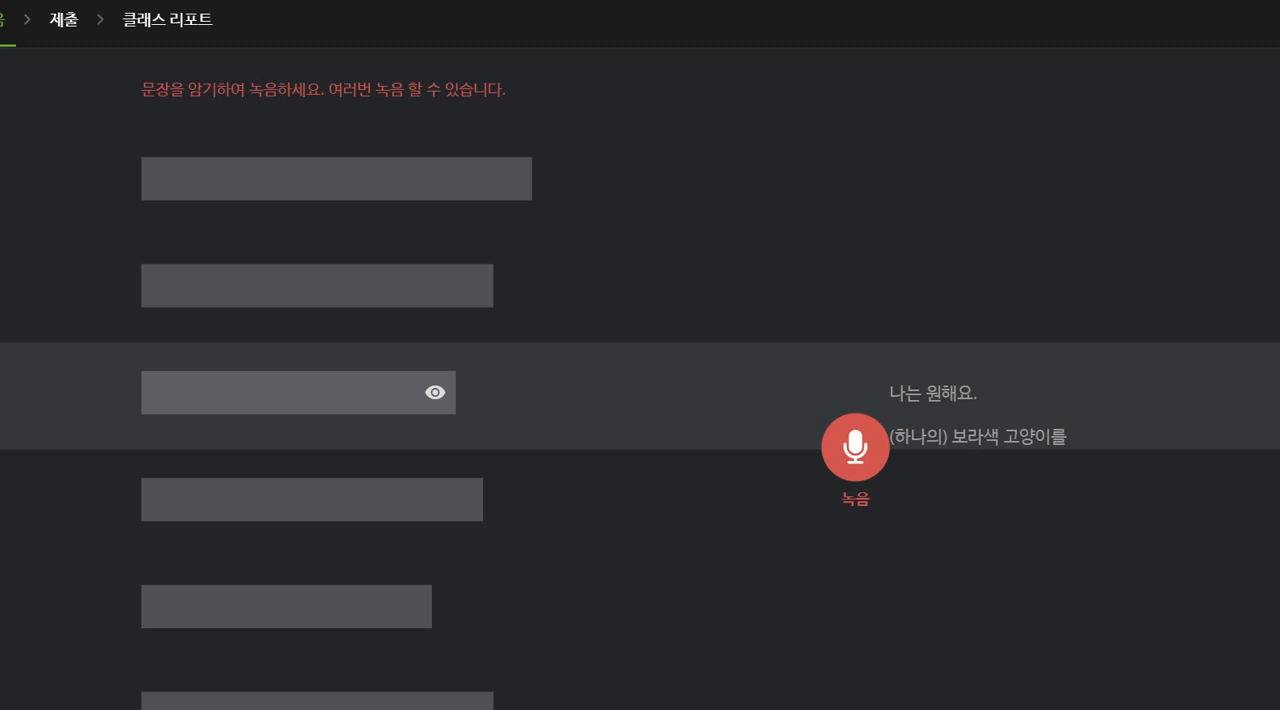 제출
클래스 리포트
문장을 암기하여 녹음하세요. 여러번 녹음 할 수 있습니다.
나는 원해요.
(하나의) 보라색 고양이를
녹음